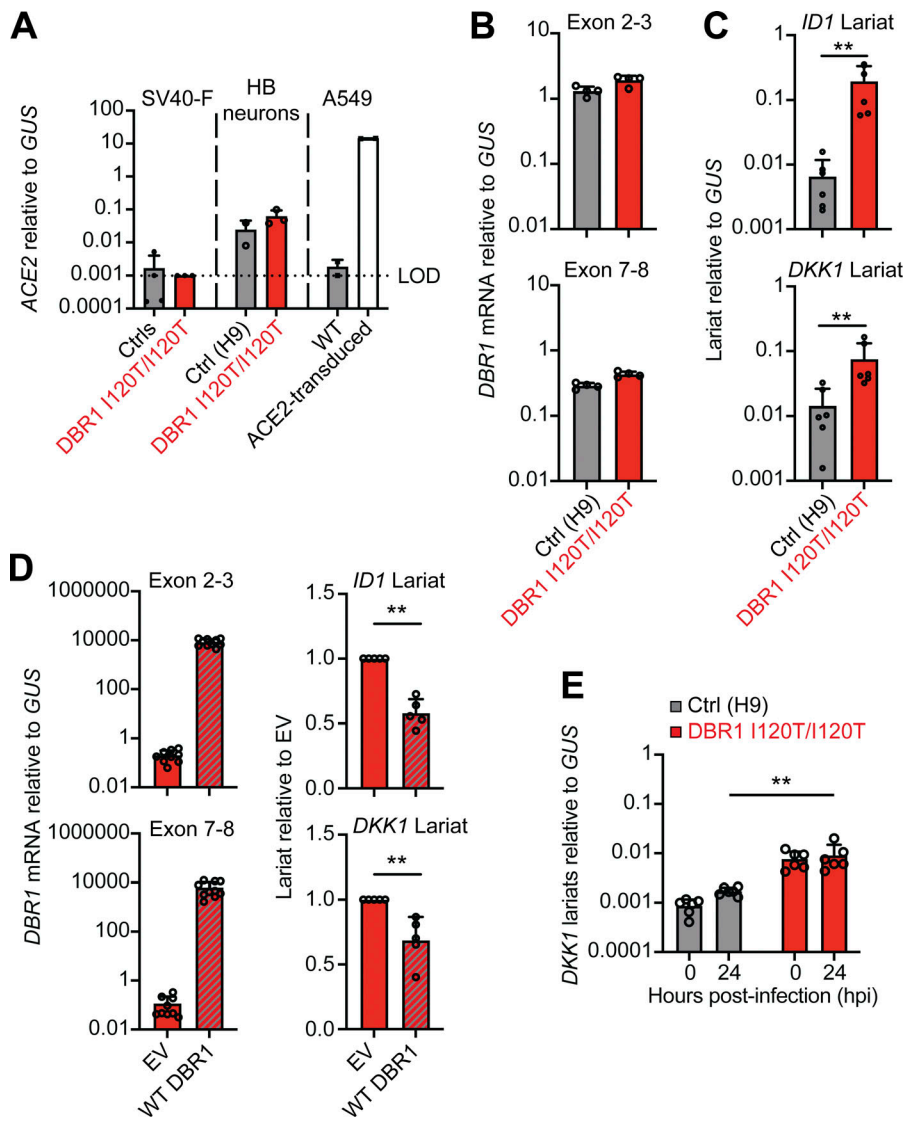 A
ACE2 relative to GUS
SV40-F
HB
neurons
A549
100
10
1
0.1
0.01
0.001
0.0001
LOD
Ctrls
DBR1 I120T/I120T
Ctrl (H9)
DBR1 I120T/I120T
WT
ACE2-transduced
B
DBR1 mRNA relative to GUS
Exon 2-3
10
1
0.1
0.01
Exon 7-8
10
1
0.1
0.01
Ctrl (H9)
DBR1 I120T/I120T
C
Lariat relative to GUS
ID1 Lariat
**
1
0.1
0.01
0.001
DKK1 Lariat
**
1
0.1
0.01
0.001
Ctrl (H9)
DBR1 I120T/I120T
D
DBR1 mRNA relative to GUS
Exon 2-3
1000000
10000
100
1
0.01
Exon 7-8
1000000
10000
100
1
0.01
EV
WT DBR1
Lariat relative to EV
ID1 Lariat
**
1.5
1.0
0.5
0.0
DKK1 Lariat
**
1.5
1.0
0.5
0.0
EV
WT DBR1
E
Ctrl (H9)
DBR1 I120T/I120T
DKK1 lariats relative to GUS
**
1
0.1
0.01
0.001
0.0001
0 24 0 24
Hours post-infection (hpi)